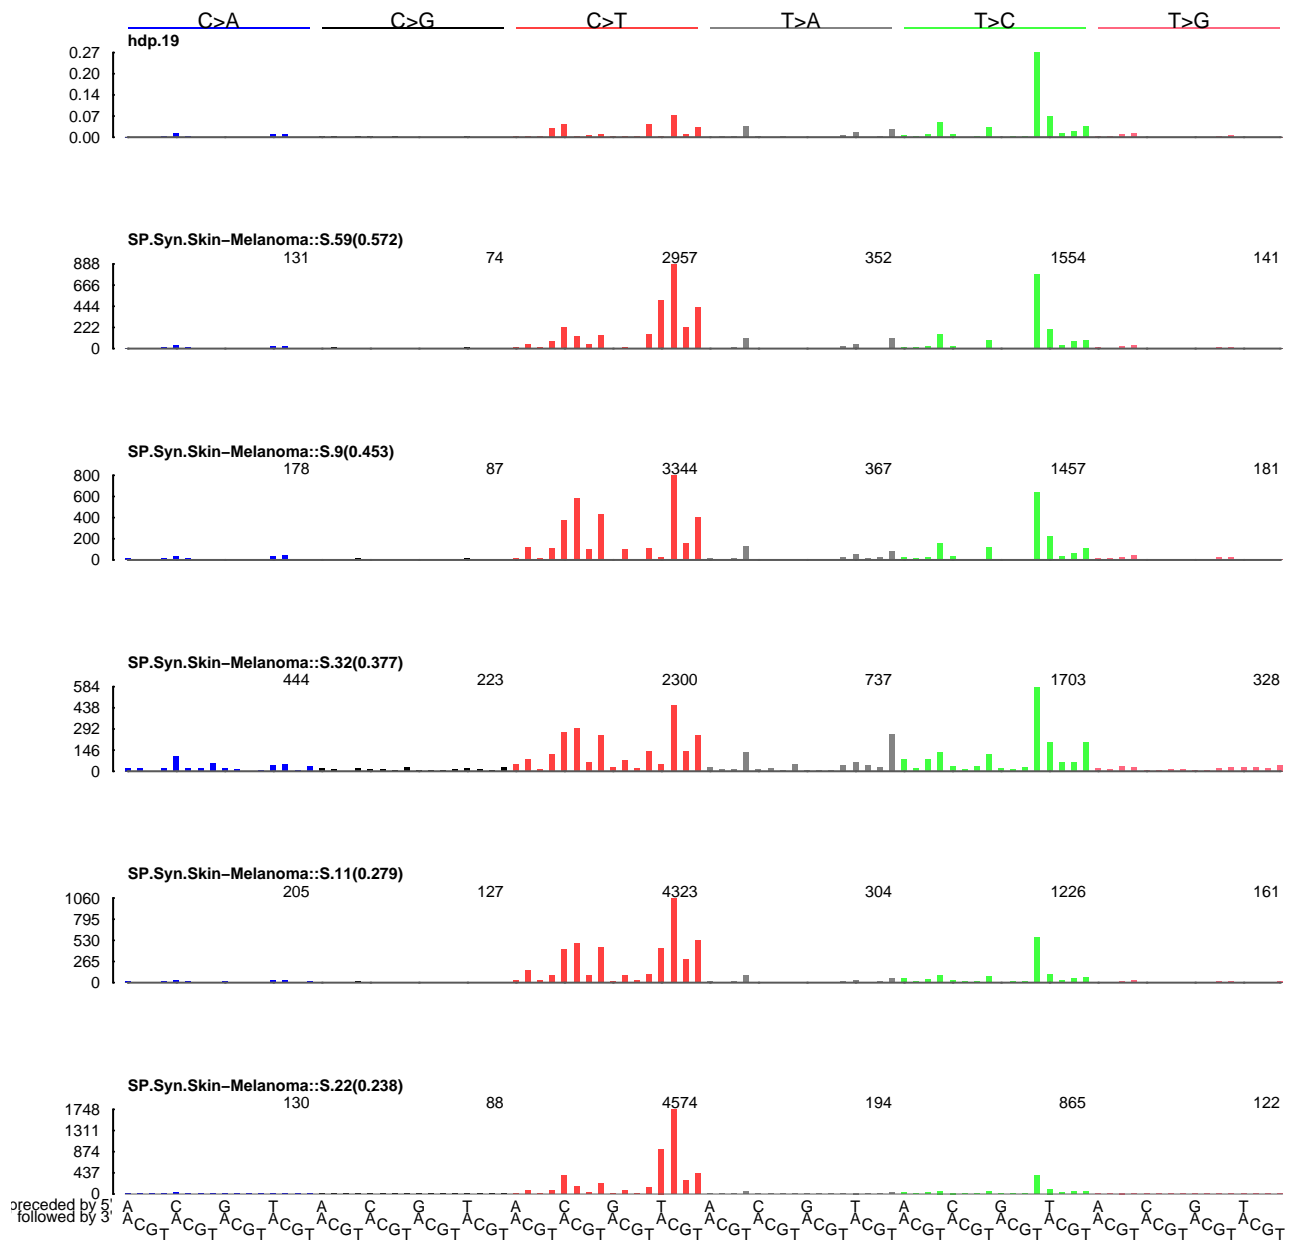 C>A C>G C>T T>A T>C T>G
hdp.19
0.27
0.20
0.14
0.07
0.00
SP.Syn.Skin−Melanoma::S.59(0.572)
131 74 2957 352 1554 141
888
666
444
222
0
SP.Syn.Skin−Melanoma::S.9(0.453)
178 87 3344 367 1457 181
800
600
400
200
0
SP.Syn.Skin−Melanoma::S.32(0.377)
444 223 2300 737 1703 328
584
438
292
146
0
SP.Syn.Skin−Melanoma::S.11(0.279)
205 127 4323 304 1226 161
1060
795
530
265
0
SP.Syn.Skin−Melanoma::S.22(0.238)
130 88 4574 194 865 122
1748
1311
874
437
0
preceded by 5' A C G T A C G T A C G T A C G T A C G T A C G T
followed by 3' A C G T A C G T A C G T A C G T A C G T A C G T A C G T A C G T A C G T A C G T A C G T A C G T A C G T A C G T A C G T A C G T A C G T A C G T A C G T A C G T A C G T A C G T A C G T A C G T